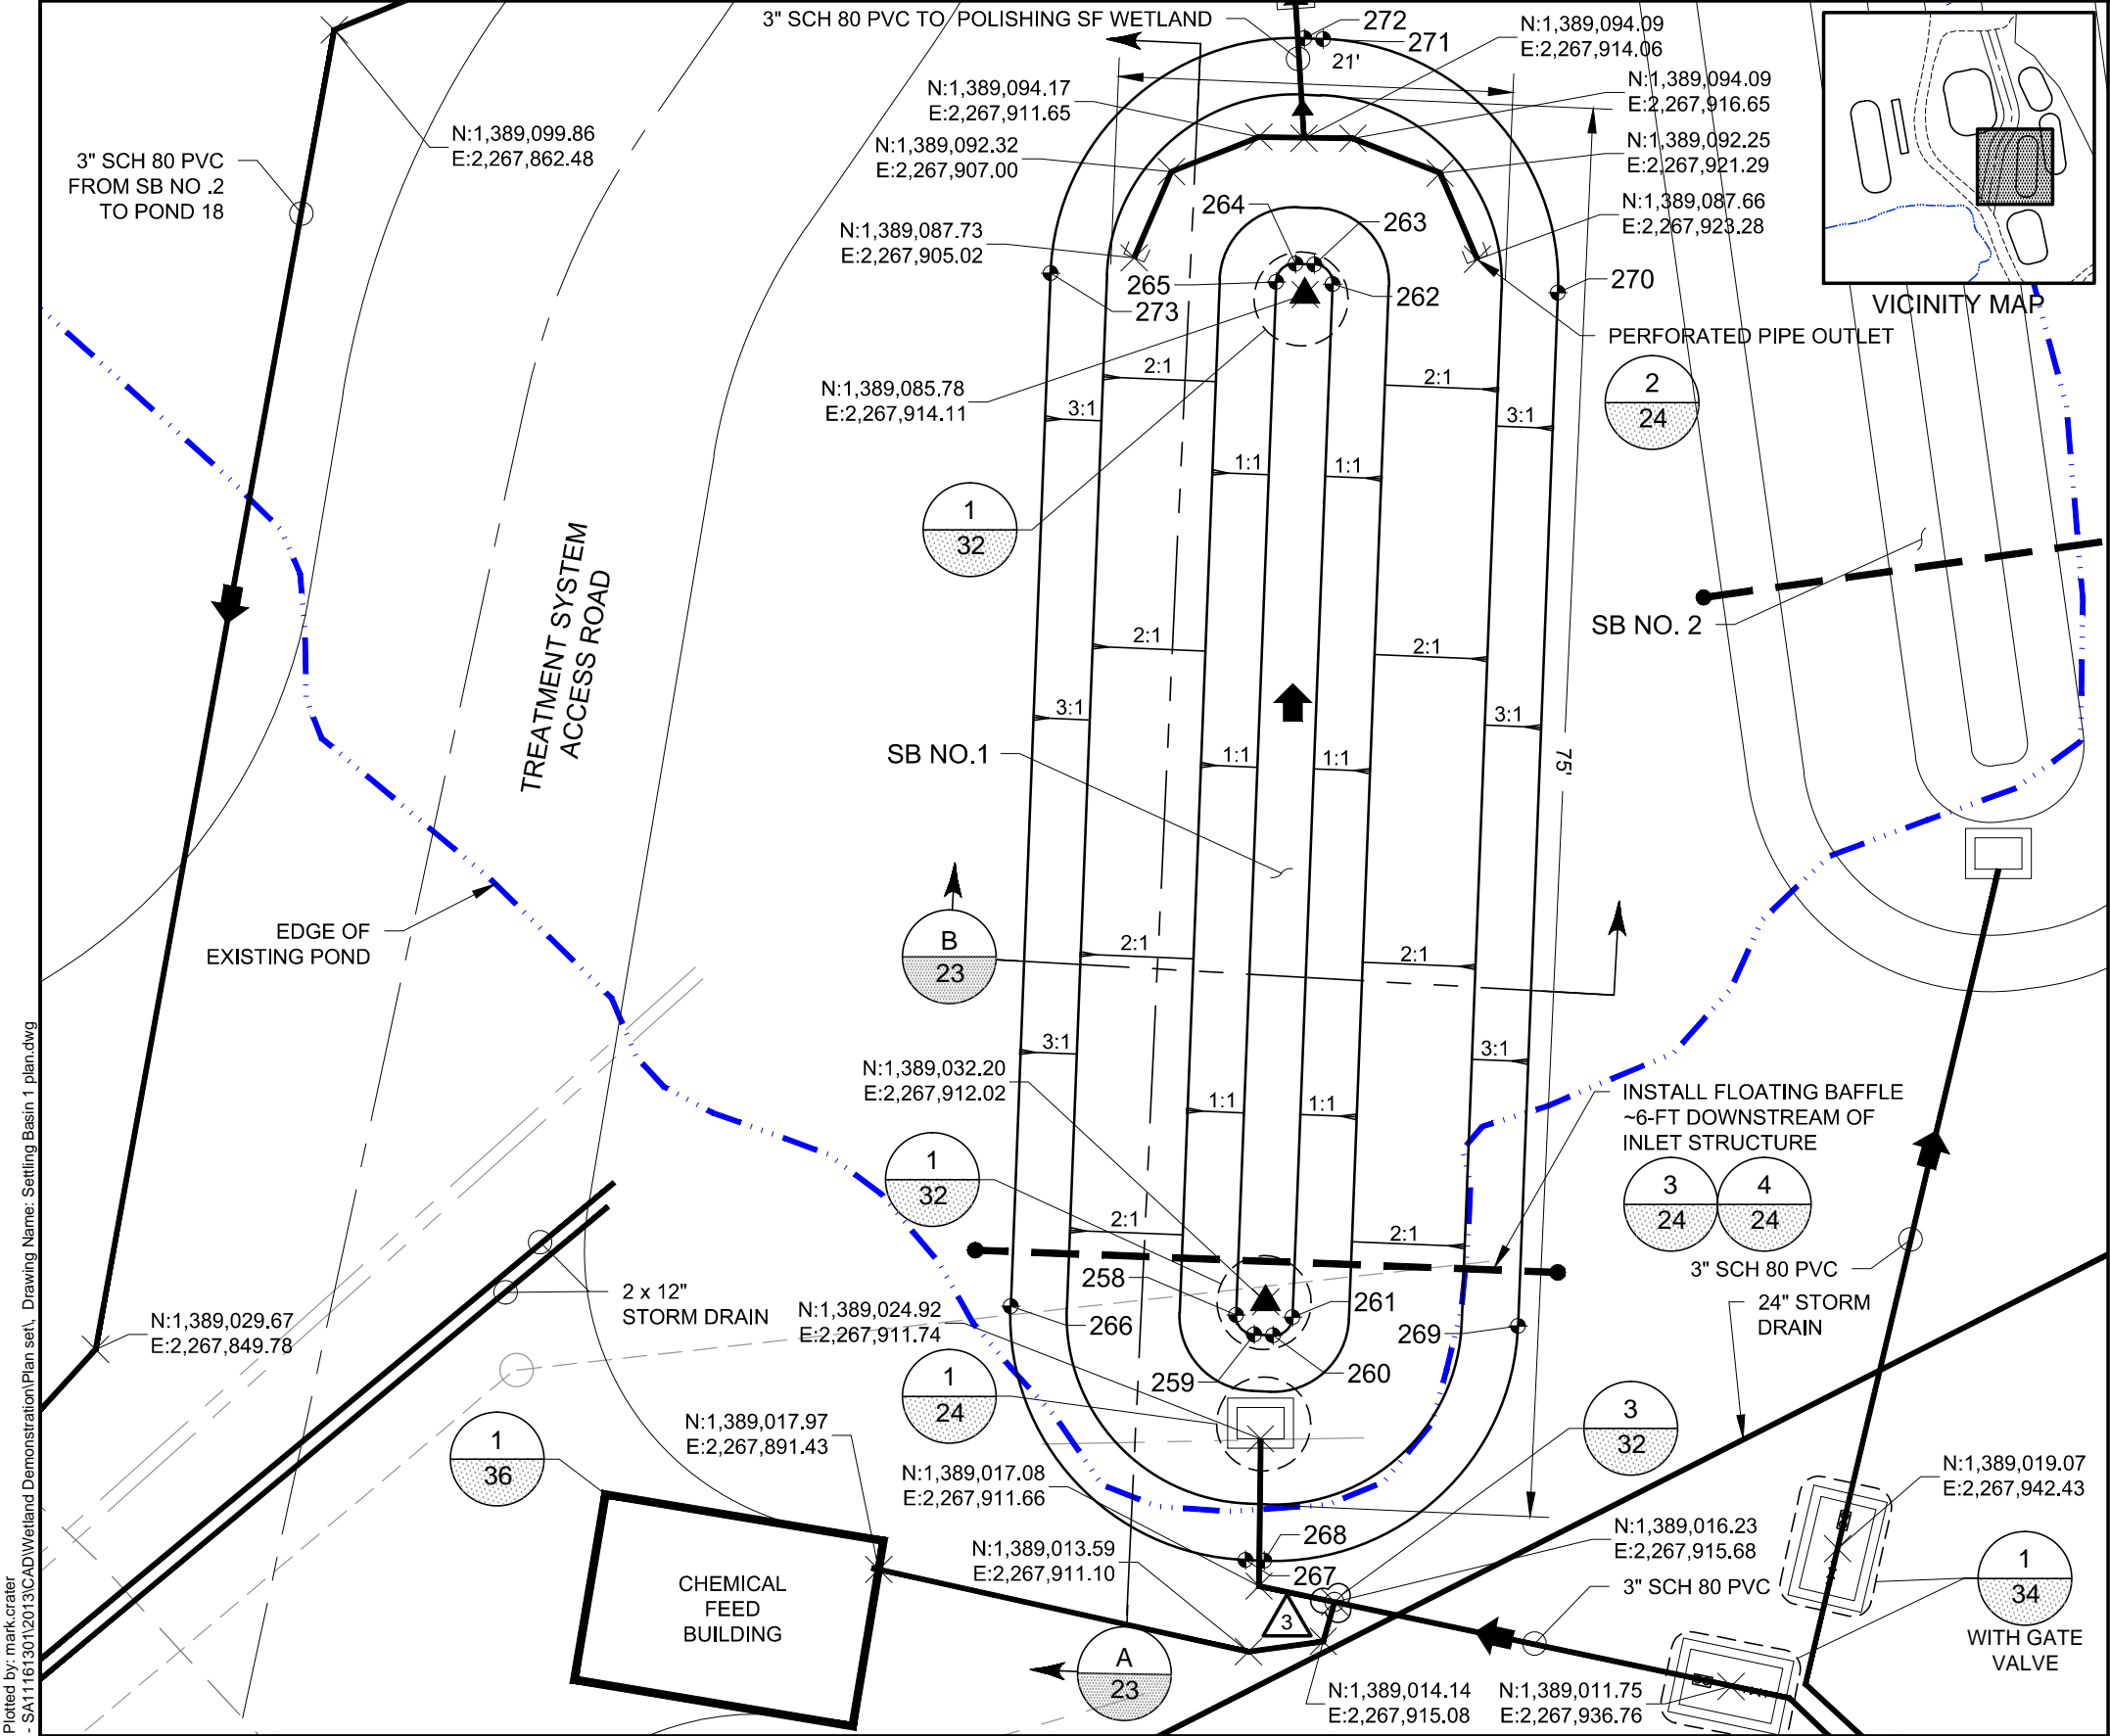 3" SCH 80 PVC TO POLISHING SF WETLAND
272
271
21'
N:1,389,094.09
E:2,267,914.06
N:1,389,094.17
E:2,267,911.65
N:1,389,094.09
E:2,267,916.65
N:1,389,099.86
E:2,267,862.48
N:1,389,092.32
E:2,267,907.00
N:1,389,092.25
E:2,267,921.29
3" SCH 80 PVC
FROM SB NO .2
TO POND 18
N:1,389,087.73
E:2,267,905.02
264
263
N:1,389,087.66
E:2,267,923.28
265
262
273
270
VICINITY MAP
PERFORATED PIPE OUTLET
N:1,389,085.78
E:2,267,914.11
2:1
2:1
3:1
3:1
2
24
1:1
1:1
1
32
TREATMENT SYSTEM
ACCESS ROAD
SB NO. 2
2:1
2:1
3:1
3:1
SB NO.1
1:1
1:1
75'
EDGE OF
EXISTING POND
B
23
2:1
2:1
3:1
3:1
N:1,389,032.20
E:2,267,912.02
1:1
1:1
INSTALL FLOATING BAFFLE
~6-FT DOWNSTREAM OF
INLET STRUCTURE
1
32
3
24
4
24
2:1
2:1
3" SCH 80 PVC
258
261
2 x 12"
STORM DRAIN
N:1,389,024.92
E:2,267,911.74
266
269
24" STORM
DRAIN
N:1,389,029.67
E:2,267,849.78
259
260
1
24
N:1,389,017.97
E:2,267,891.43
3
32
1
36
N:1,389,017.08
E:2,267,911.66
N:1,389,019.07
E:2,267,942.43
268
267
N:1,389,013.59
E:2,267,911.10
N:1,389,016.23
E:2,267,915.68
3" SCH 80 PVC
1
34
WITH GATE
VALVE
CHEMICAL
FEED
BUILDING
3
A
23
N:1,389,014.14
E:2,267,915.08
N:1,389,011.75
E:2,267,936.76
Plotted by: mark.crater
- SA11161301\2013\CAD\Wetland Demonstration\Plan set\, Drawing Name: Settling Basin 1 plan.dwg